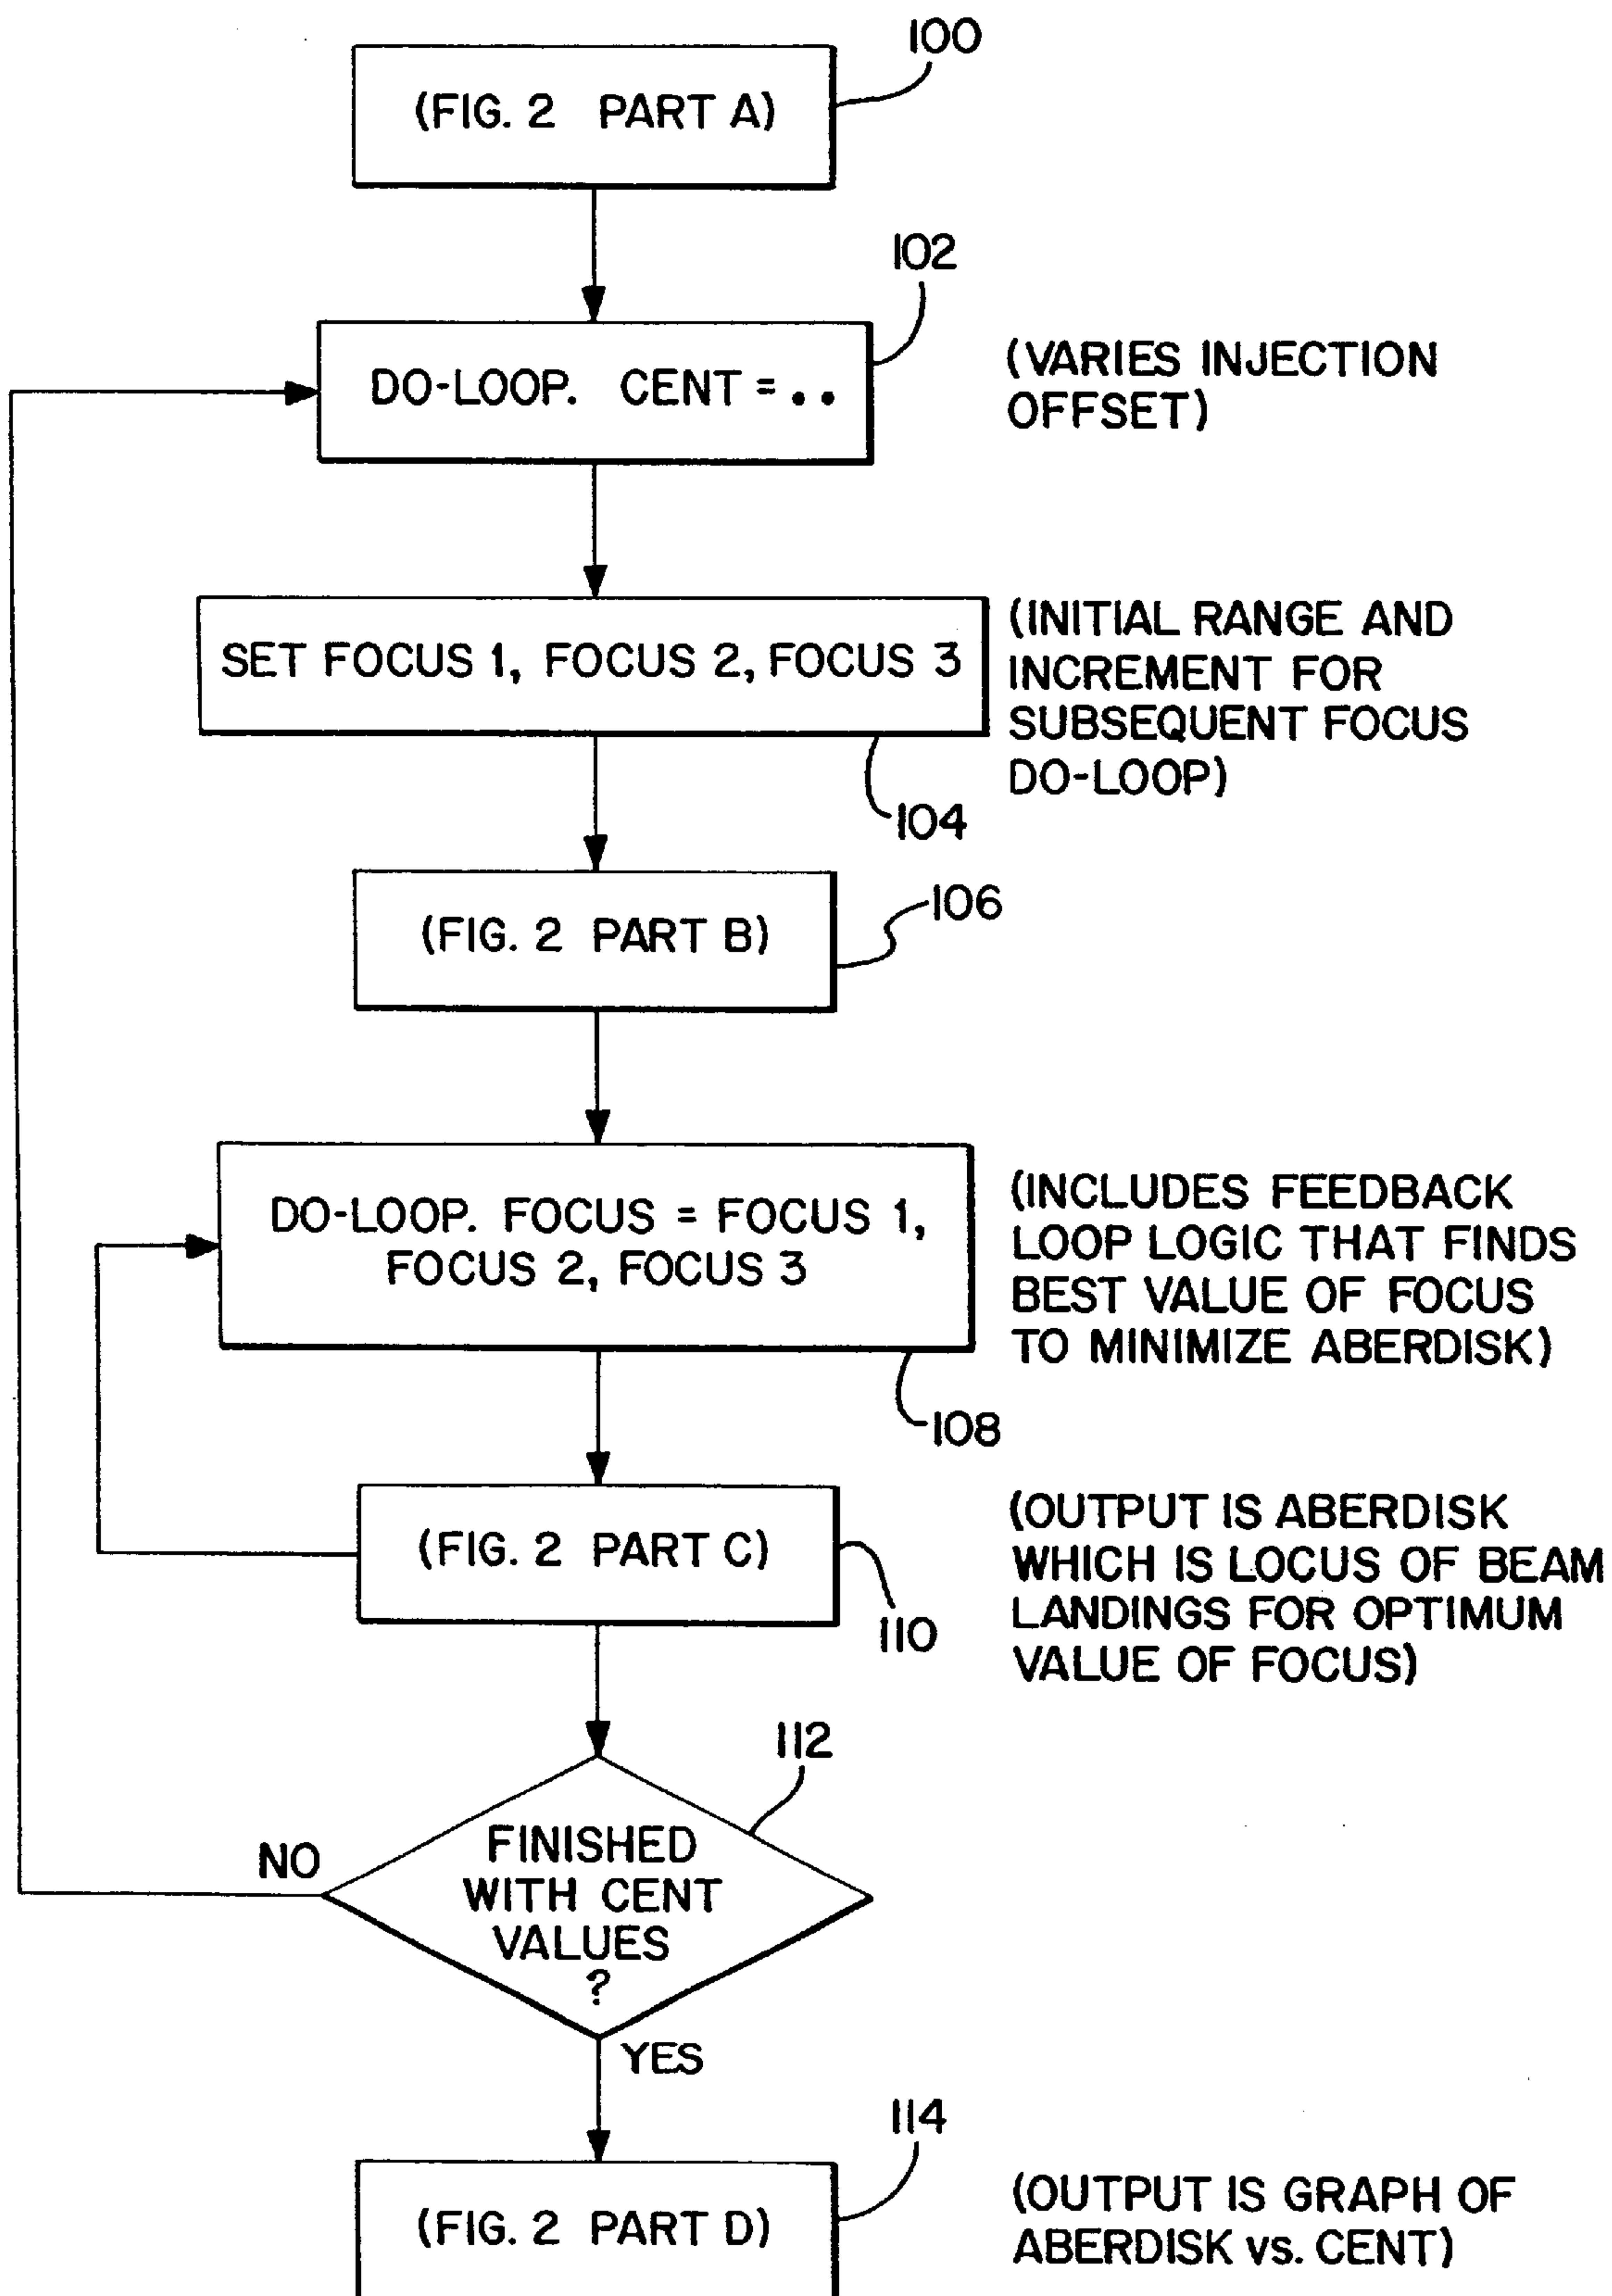 100
(FIG. 2 PART A)
102
DO-LOOP. CENT = ..
(VARIES INJECTION
OFFSET)
SET FOCUS 1, FOCUS 2, FOCUS 3
(INITIAL RANGE AND
INCREMENT FOR
SUBSEQUENT FOCUS
DO-LOOP)
104
(FIG. 2 PART B)
106
DO-LOOP. FOCUS = FOCUS 1,
FOCUS 2, FOCUS 3
(INCLUDES FEEDBACK
LOOP LOGIC THAT FINDS
BEST VALUE OF FOCUS
TO MINIMIZE ABERDISK)
108
(FIG. 2 PART C)
(OUTPUT IS ABERDISK
WHICH IS LOCUS OF BEAM
LANDINGS FOR OPTIMUM
VALUE OF FOCUS)
110
112
FINISHED
WITH CENT
VALUES
?
NO
YES
114
(FIG. 2 PART D)
(OUTPUT IS GRAPH OF
ABERDISK vs. CENT)